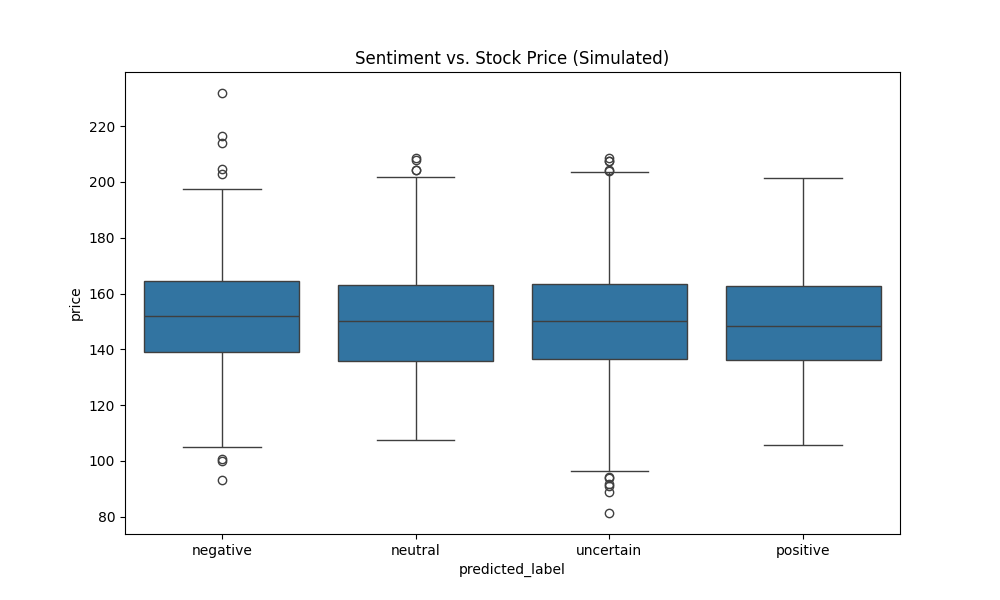 Sentiment vs. Stock Price (Simulated)
220
200
180
160
140
120
100
80
price
negative
neutral
uncertain
positive
predicted_label